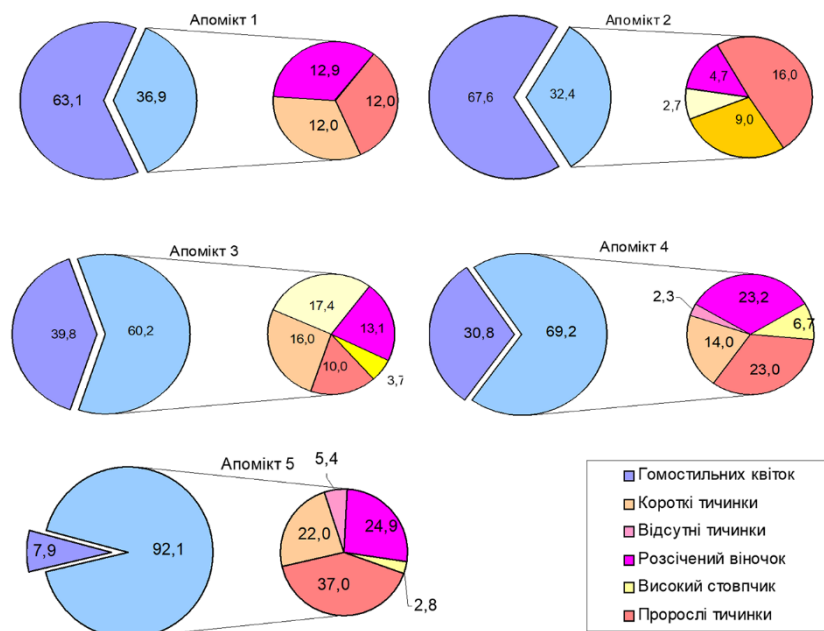 Апомікт 1
63,1
36,9
12,9
12,0
12,0
Апомікт 2
67,6
32,4
4,7
16,0
2,7
9,0
Апомікт 3
39,8
60,2
17,4
13,1
16,0
10,0
3,7
Апомікт 4
30,8
69,2
2,3
23,2
6,7
14,0
23,0
Апомікт 5
7,9
92,1
5,4
24,9
22,0
37,0
2,8
Гомостильних квіток
Короткі тичинки
Відсутні тичинки
Розсічений віночок
Високий стовпчик
Пророслі тичинки